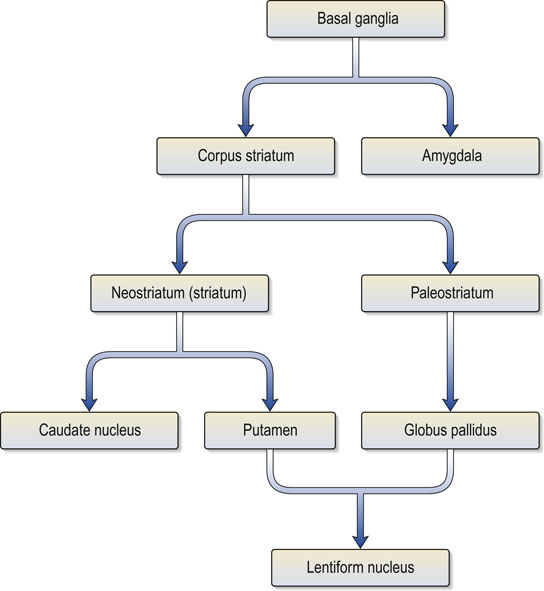 Basal ganglia
Corpus striatum
Amygdala
Neostriatum (striatum)
Paleostriatum
Caudate nucleus
Putamen
Globus pallidus
Lentiform nucleus